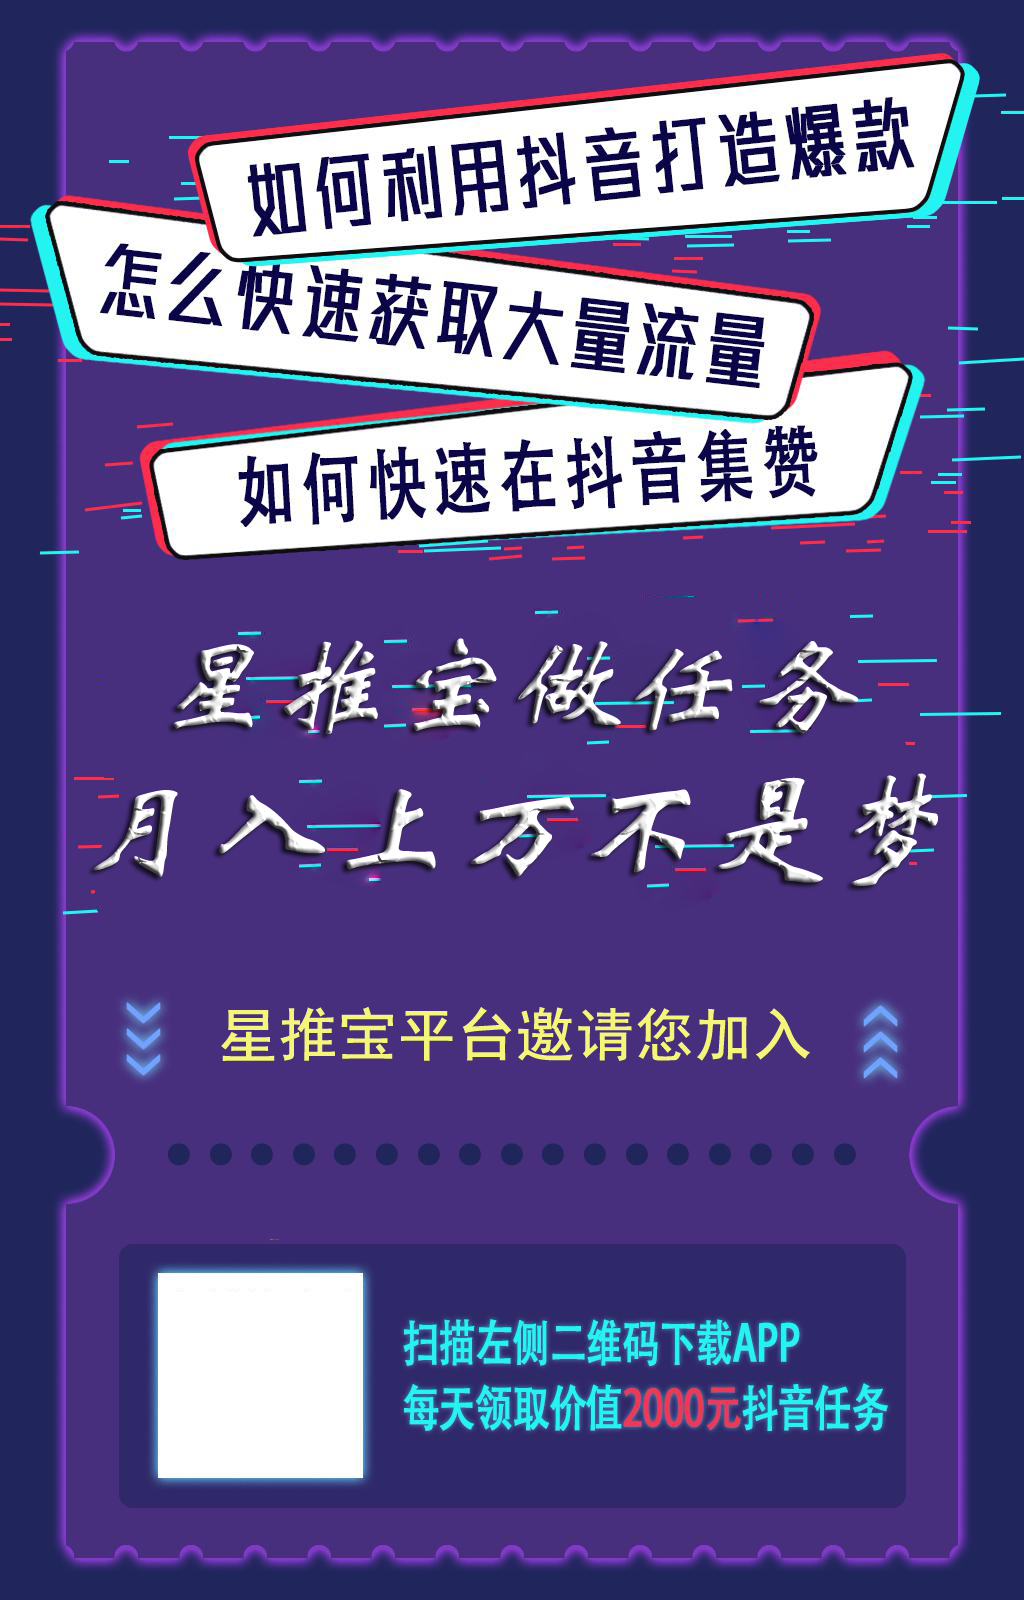 如何利用抖音打造爆款
怎么快速获取大量流量
如何快速在抖音集赞
星推宝做任务
月入上万不是梦
星推宝平台邀请您加入
扫描左侧二维码下载APP
每天领取价值2000元抖音任务